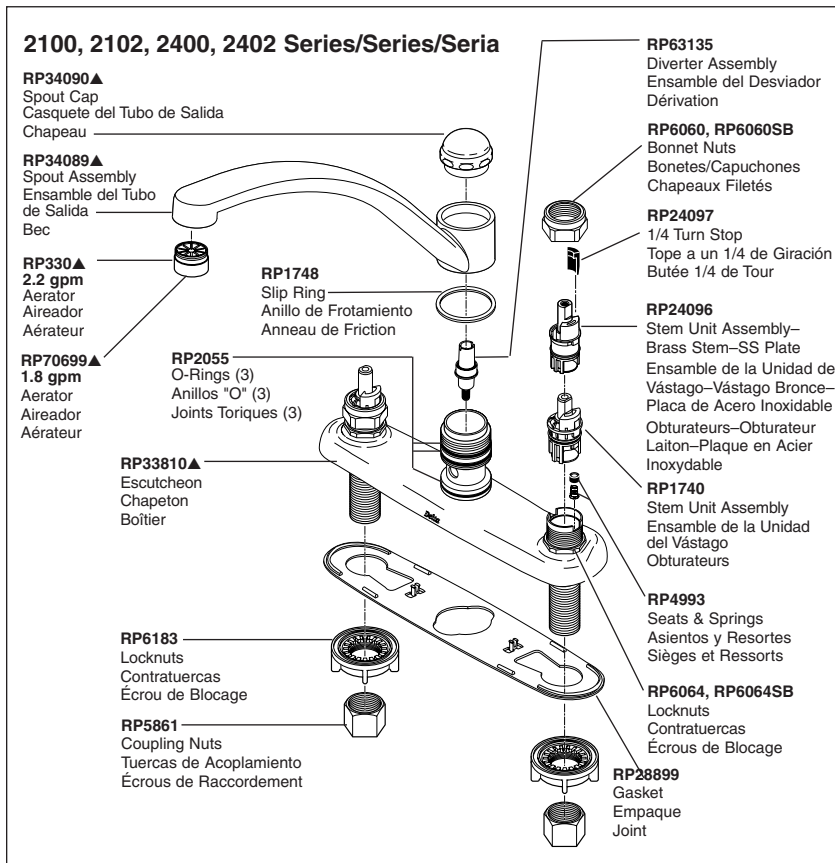 2100, 2102, 2400, 2402 Series/Series/Seria
RP34090▲
Spout Cap
Casquete del Tubo de Salida
Chapeau
RP34089▲
Spout Assembly
Ensamble del Tubo
de Salida
Bec
RP330▲
2.2 gpm
Aerator
Aireador
Aérateur
RP70699▲
1.8 gpm
Aerator
Aireador
Aérateur
RP1748
Slip Ring
Anillo de Frotamiento
Anneau de Friction
RP2055
O-Rings (3)
Anillos "O" (3)
Joints Toriques (3)
RP33810▲
Escutcheon
Chapeton
Boîtier
RP6183
Locknuts
Contratuercas
Écrou de Blocage
RP5861
Coupling Nuts
Tuercas de Acoplamiento
Écrous de Raccordement
Delta
RP63135
Diverter Assembly
Ensamble del Desviador
Dérivation
RP6060, RP6060SB
Bonnet Nuts
Bonetes/Capuchones
Chapeaux Filetés
RP24097
1/4 Turn Stop
Tope a un 1/4 de Giración
Butée 1/4 de Tour
RP24096
Stem Unit Assembly–
Brass Stem–SS Plate
Ensamble de la Unidad de
Vástago–Vástago Bronce–
Placa de Acero Inoxidable
Obturateurs–Obturateur
Laiton–Plaque en Acier
Inoxydable
RP1740
Stem Unit Assembly
Ensamble de la Unidad
del Vástago
Obturateurs
RP4993
Seats & Springs
Asientos y Resortes
Sièges et Ressorts
RP6064, RP6064SB
Locknuts
Contratuercas
Écrous de Blocage
RP28899
Gasket
Empaque
Joint